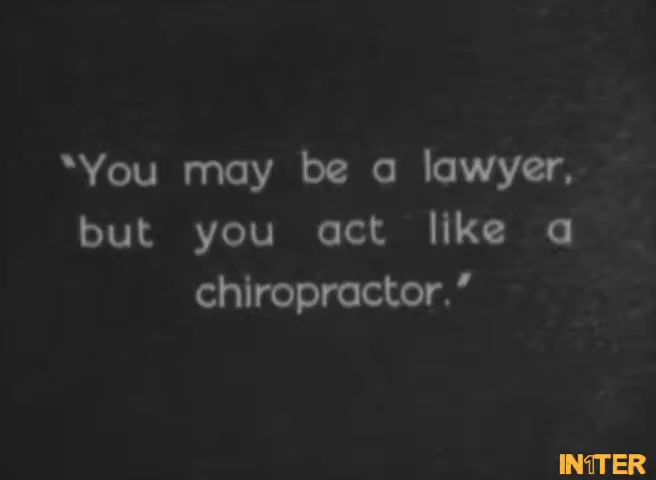 "You may be a lawyer,
but you act like a
chiropractor."
IN1TER